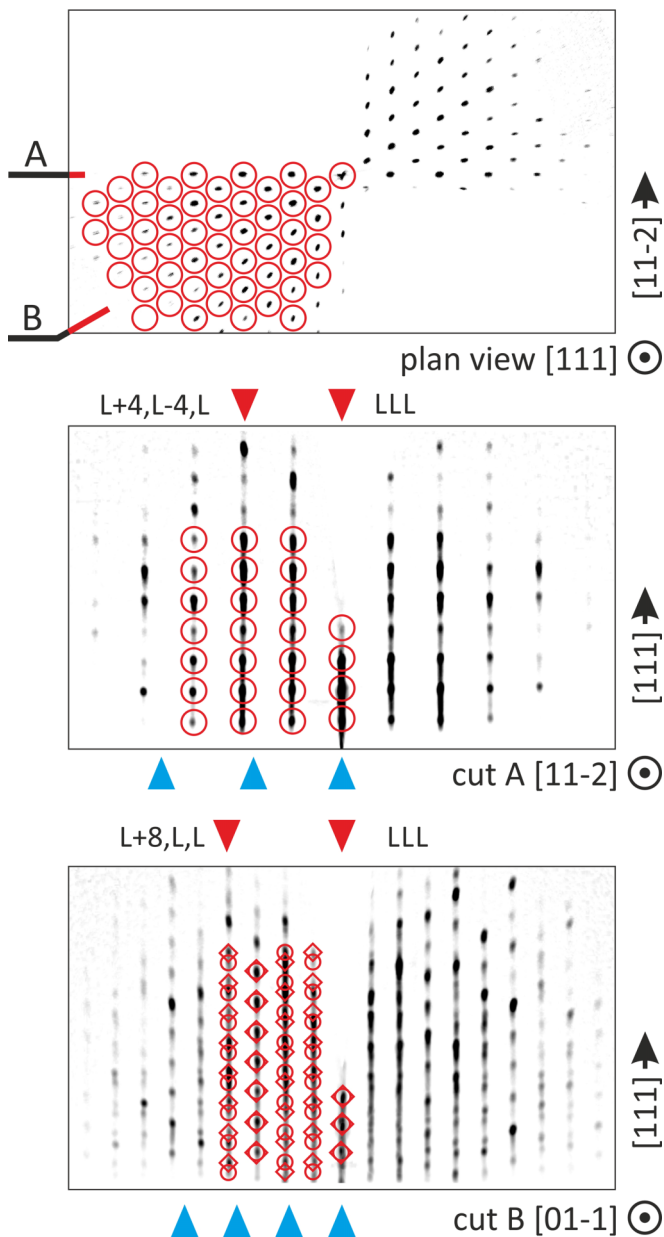 A
B
[11-2]
plan view [111]
L+4,L-4,L
LLL
[111]
cut A [11-2]
L+8,L,L
LLL
[111]
cut B [01-1]